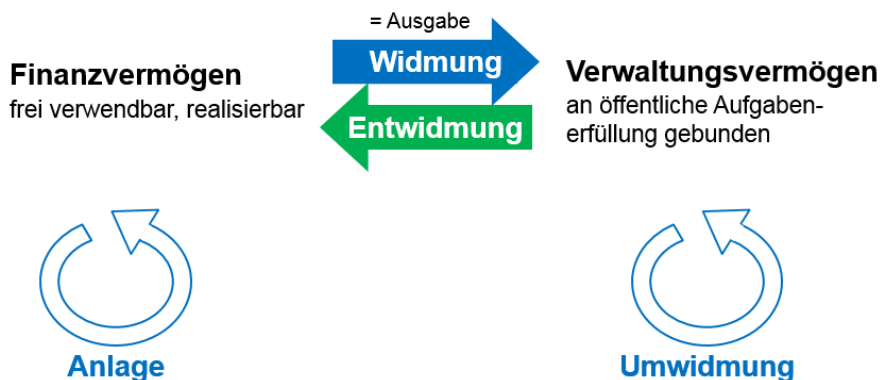 = Ausgabe
Widmung
Finanzvermögen
frei verwendbar, realisierbar
Entwidmung
Verwaltungsvermögen
an öffentliche Aufgaben-
erfüllung gebunden
Anlage
Umwidmung